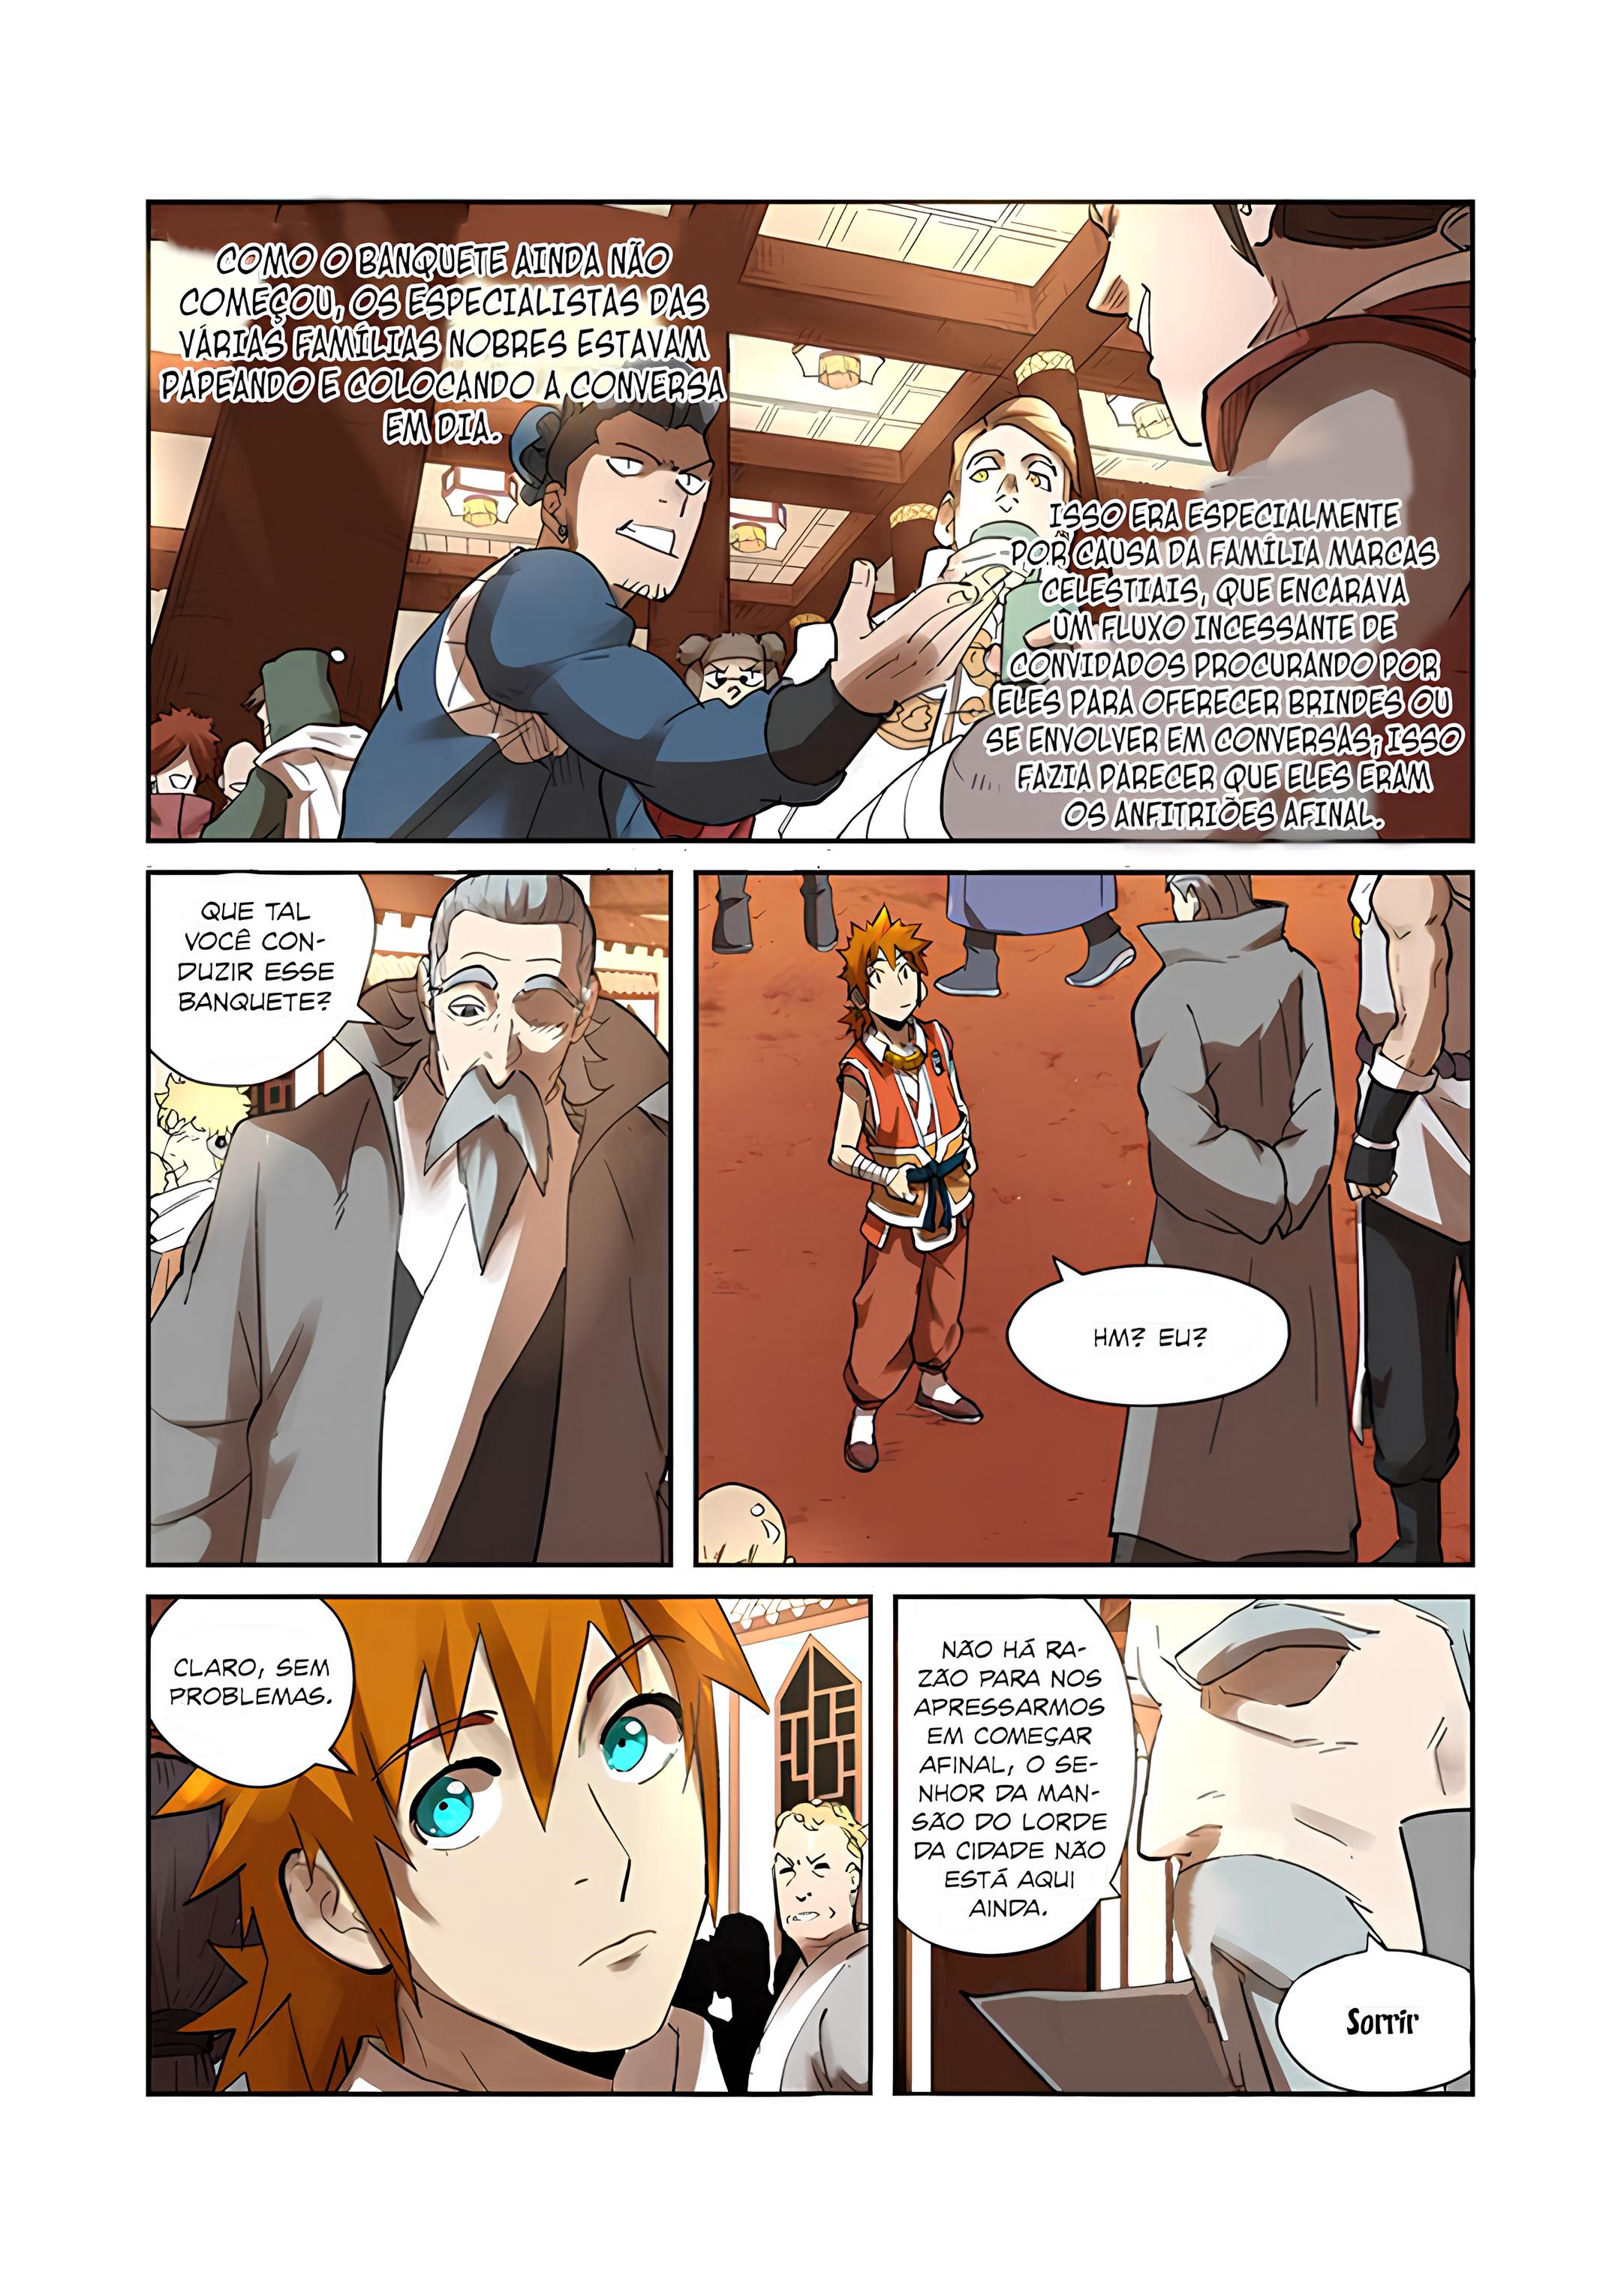 COMO O BANQUETE AINDA NÃO
COMEÇOU, OS ESPECIALISTAS DAS
VÁRIAS FAMÍLIAS NOBRES ESTAVAM
PAPEANDO E COLOCANDO A CONVERSA
EM DIA.
ISSO ERA ESPECIALMENTE
POR CAUSA DA FAMÍLIA MARCAS
CELESTIAIS, QUE ENCARAVA
UM FLUXO INCESSANTE DE
CONVIDADOS PROCURANDO POR
ELES PARA OFERECER BRINDES OU
SE ENVOLVER EM CONVERSAS; ISSO
FAZIA PARECER QUE ELES ERAM
OS ANFITRIÕES AFINAL.
QUE TAL
VOCÊ CON-
DUZIR ESSE
BANQUETE?
HM? EU?
CLARO, SEM
PROBLEMAS.
NÃO HÁ RA-
ZÃO PARA NOS
APRESSARMOS
EM COMEÇAR
AFINAL, O SE-
NHOR DA MAN-
SÃO DO LORDE
DA CIDADE NÃO
ESTÁ AQUI
AINDA.
Sorrir